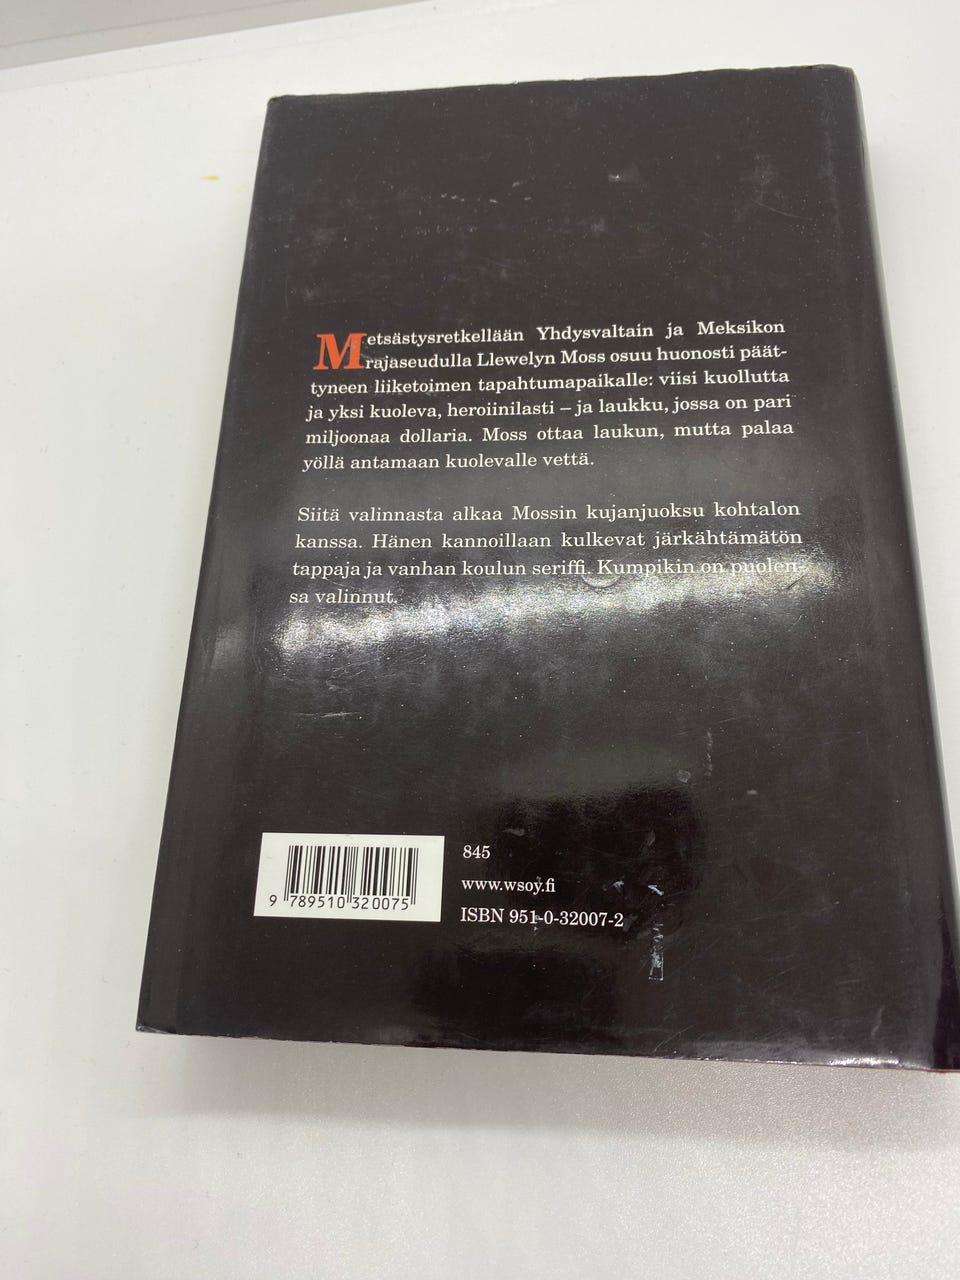 Metsästysretkellään Yhdysvaltain ja Meksikon
rajaseudulla Llewelyn Moss osuu huonosti päät-
tyneen liiketoimen tapahtumapaikalle: viisi kuollutta
ja yksi kuoleva, heroiinilasti – ja laukku, jossa on pari
miljoonaa dollaria. Moss ottaa laukun, mutta palaa
yöllä antamaan kuolevalle vettä.
Siitä valinnasta alkaa Mossin kujanjuoksu kohtalon
kanssa. Hänen kannoillaan kulkevat järkähtämätön
tappaja ja vanhan koulun seriffi. Kumpikin on puolen-
sa valinnut.
845
www.wsoy.fi
ISBN 951-0-32007-2
9 789510 320075